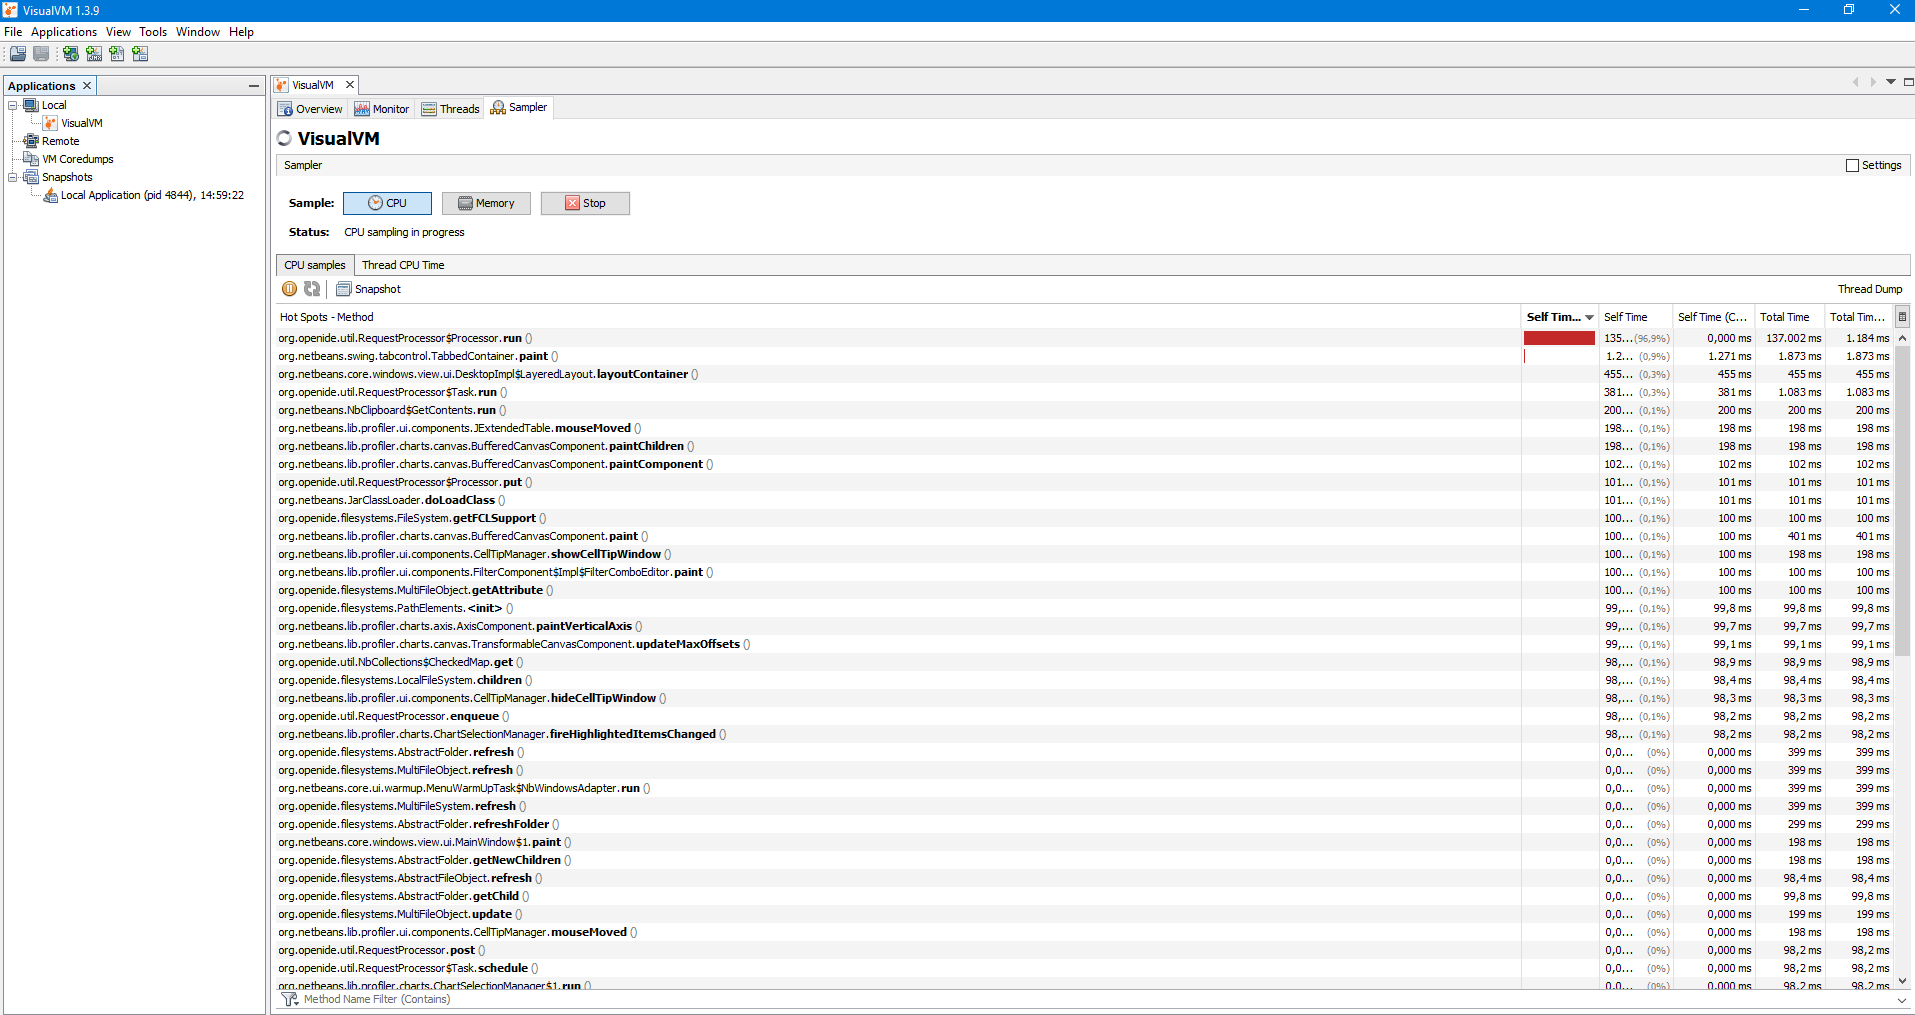 VisualVM 1.3.9
File Applications View Tools Window Help
Applications
Local
VisualVM
Remote
VM Coredumps
Snapshots
Local Application (pid 4844), 14:59:22
VisualVM
Overview Monitor Threads Sampler
VisualVM
Sampler Settings
Sample: CPU Memory Stop
Status: CPU sampling in progress
CPU samples Thread CPU Time
Snapshot Thread Dump
Hot Spots - Method Self Tim... Self Time Self Time (C... Total Time Total Tim...
org.openide.util.RequestProcessor$Processor.run () 135... (96,9%) 0,000 ms 137.002 ms 1.184 ms
org.netbeans.swing.tabcontrol.TabbedContainer.paint () 1.2... (0,9%) 1.271 ms 1.873 ms 1.873 ms
org.netbeans.core.windows.view.ui.DesktopImpl$LayeredLayout.layoutContainer () 455... (0,3%) 455 ms 455 ms 455 ms
org.openide.util.RequestProcessor$Task.run () 381... (0,3%) 381 ms 1.083 ms 1.083 ms
org.netbeans.NbClipboard$GetContents.run () 200... (0,1%) 200 ms 200 ms 200 ms
org.netbeans.lib.profiler.ui.components.JExtendedTable.mouseMoved () 198... (0,1%) 198 ms 198 ms 198 ms
org.netbeans.lib.profiler.charts.canvas.BufferedCanvasComponent.paintChildren () 198... (0,1%) 198 ms 198 ms 198 ms
org.netbeans.lib.profiler.charts.canvas.BufferedCanvasComponent.paintComponent () 102... (0,1%) 102 ms 102 ms 102 ms
org.openide.util.RequestProcessor$Processor.put () 101... (0,1%) 101 ms 101 ms 101 ms
org.netbeans.JarClassLoader.doLoadClass () 101... (0,1%) 101 ms 101 ms 101 ms
org.openide.filesystems.FileSystem.getFCLSupport () 100... (0,1%) 100 ms 100 ms 100 ms
org.netbeans.lib.profiler.charts.canvas.BufferedCanvasComponent.paint () 100... (0,1%) 100 ms 401 ms 401 ms
org.netbeans.lib.profiler.ui.components.CellTipManager.showCellTipWindow () 100... (0,1%) 100 ms 198 ms 198 ms
org.netbeans.lib.profiler.ui.components.FilterComponent$Impl$FilterComboEditor.paint () 100... (0,1%) 100 ms 100 ms 100 ms
org.openide.filesystems.MultiFileObject.getAttribute () 100... (0,1%) 100 ms 100 ms 100 ms
org.openide.filesystems.PathElements.<init> () 99,... (0,1%) 99,8 ms 99,8 ms 99,8 ms
org.netbeans.lib.profiler.charts.axis.AxisComponent.paintVerticalAxis () 99,... (0,1%) 99,7 ms 99,7 ms 99,7 ms
org.netbeans.lib.profiler.charts.canvas.TransformableCanvasComponent.updateMaxOffsets () 99,... (0,1%) 99,1 ms 99,1 ms 99,1 ms
org.openide.util.NbCollections$CheckedMap.get () 98,... (0,1%) 98,9 ms 98,9 ms 98,9 ms
org.openide.filesystems.LocalFileSystem.children () 98,... (0,1%) 98,4 ms 98,4 ms 98,4 ms
org.netbeans.lib.profiler.ui.components.CellTipManager.hideCellTipWindow () 98,... (0,1%) 98,3 ms 98,3 ms 98,3 ms
org.openide.util.RequestProcessor.enqueue () 98,... (0,1%) 98,2 ms 98,2 ms 98,2 ms
org.netbeans.lib.profiler.charts.ChartSelectionManager.fireHighlightedItemsChanged () 98,... (0,1%) 98,2 ms 98,2 ms 98,2 ms
org.openide.filesystems.AbstractFolder.refresh () 0,0... (0%) 0,000 ms 399 ms 399 ms
org.openide.filesystems.MultiFileObject.refresh () 0,0... (0%) 0,000 ms 399 ms 399 ms
org.netbeans.core.ui.warmup.MenuWarmUpTask$NbWindowsAdapter.run () 0,0... (0%) 0,000 ms 399 ms 399 ms
org.openide.filesystems.MultiFileSystem.refresh () 0,0... (0%) 0,000 ms 399 ms 399 ms
org.openide.filesystems.AbstractFolder.refreshFolder () 0,0... (0%) 0,000 ms 299 ms 299 ms
org.netbeans.core.windows.view.ui.MainWindow$1.paint () 0,0... (0%) 0,000 ms 198 ms 198 ms
org.openide.filesystems.AbstractFolder.getNewChildren () 0,0... (0%) 0,000 ms 198 ms 198 ms
org.openide.filesystems.AbstractFileObject.refresh () 0,0... (0%) 0,000 ms 98,4 ms 98,4 ms
org.openide.filesystems.AbstractFolder.getChild () 0,0... (0%) 0,000 ms 99,8 ms 99,8 ms
org.openide.filesystems.MultiFileObject.update () 0,0... (0%) 0,000 ms 199 ms 199 ms
org.netbeans.lib.profiler.ui.components.CellTipManager.mouseMoved () 0,0... (0%) 0,000 ms 198 ms 198 ms
org.openide.util.RequestProcessor.post () 0,0... (0%) 0,000 ms 98,2 ms 98,2 ms
org.openide.util.RequestProcessor$Task.schedule () 0,0... (0%) 0,000 ms 98,2 ms 98,2 ms
org.netbeans.lib.profiler.charts.ChartSelectionManager$1.run () 0,0... (0%) 0,000 ms 98,2 ms 98,2 ms
Method Name Filter (Contains)